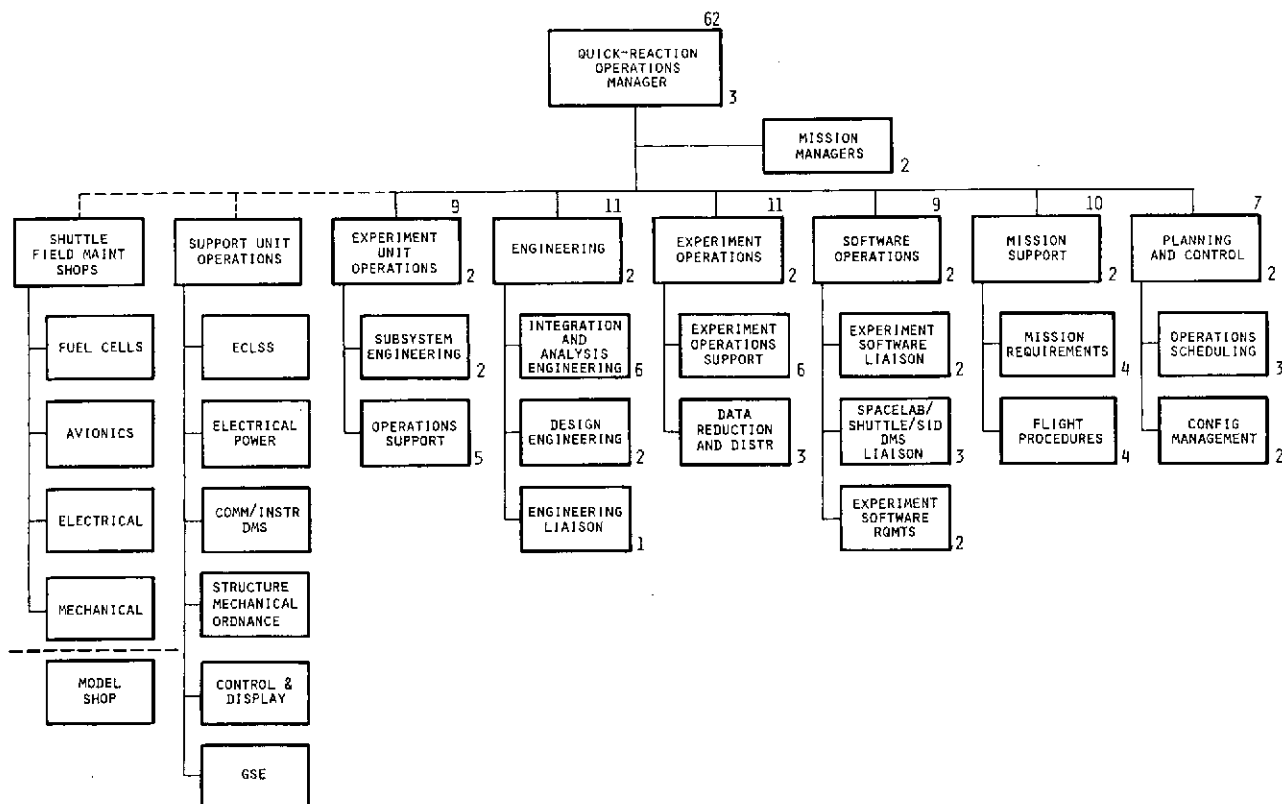 62
QUICK-REACTION
OPERATIONS
MANAGER
3
MISSION
MANAGERS
2
SHUTTLE
FIELD MAINT
SHOPS
FUEL CELLS
AVIONICS
ELECTRICAL
MECHANICAL
MODEL
SHOP
SUPPORT UNIT
OPERATIONS
ECLSS
ELECTRICAL
POWER
COMM/INSTR
DMS
STRUCTURE
MECHANICAL
ORDNANCE
CONTROL &
DISPLAY
GSE
9
EXPERIMENT
UNIT
OPERATIONS
2
SUBSYSTEM
ENGINEERING
2
OPERATIONS
SUPPORT
5
11
ENGINEERING
2
INTEGRATION
AND
ANALYSIS
ENGINEERING
6
DESIGN
ENGINEERING
2
ENGINEERING
LIAISON
1
11
EXPERIMENT
OPERATIONS
2
EXPERIMENT
OPERATIONS
SUPPORT
6
DATA
REDUCTION
AND DISTR
3
9
SOFTWARE
OPERATIONS
2
EXPERIMENT
SOFTWARE
LIAISON
2
SPACELAB/
SHUTTLE/SID
DMS
LIAISON
3
EXPERIMENT
SOFTWARE
RQMTS
2
10
MISSION
SUPPORT
2
MISSION
REQUIREMENTS
4
FLIGHT
PROCEDURES
4
7
PLANNING
AND CONTROL
2
OPERATIONS
SCHEDULING
3
CONFIG
MANAGEMENT
2